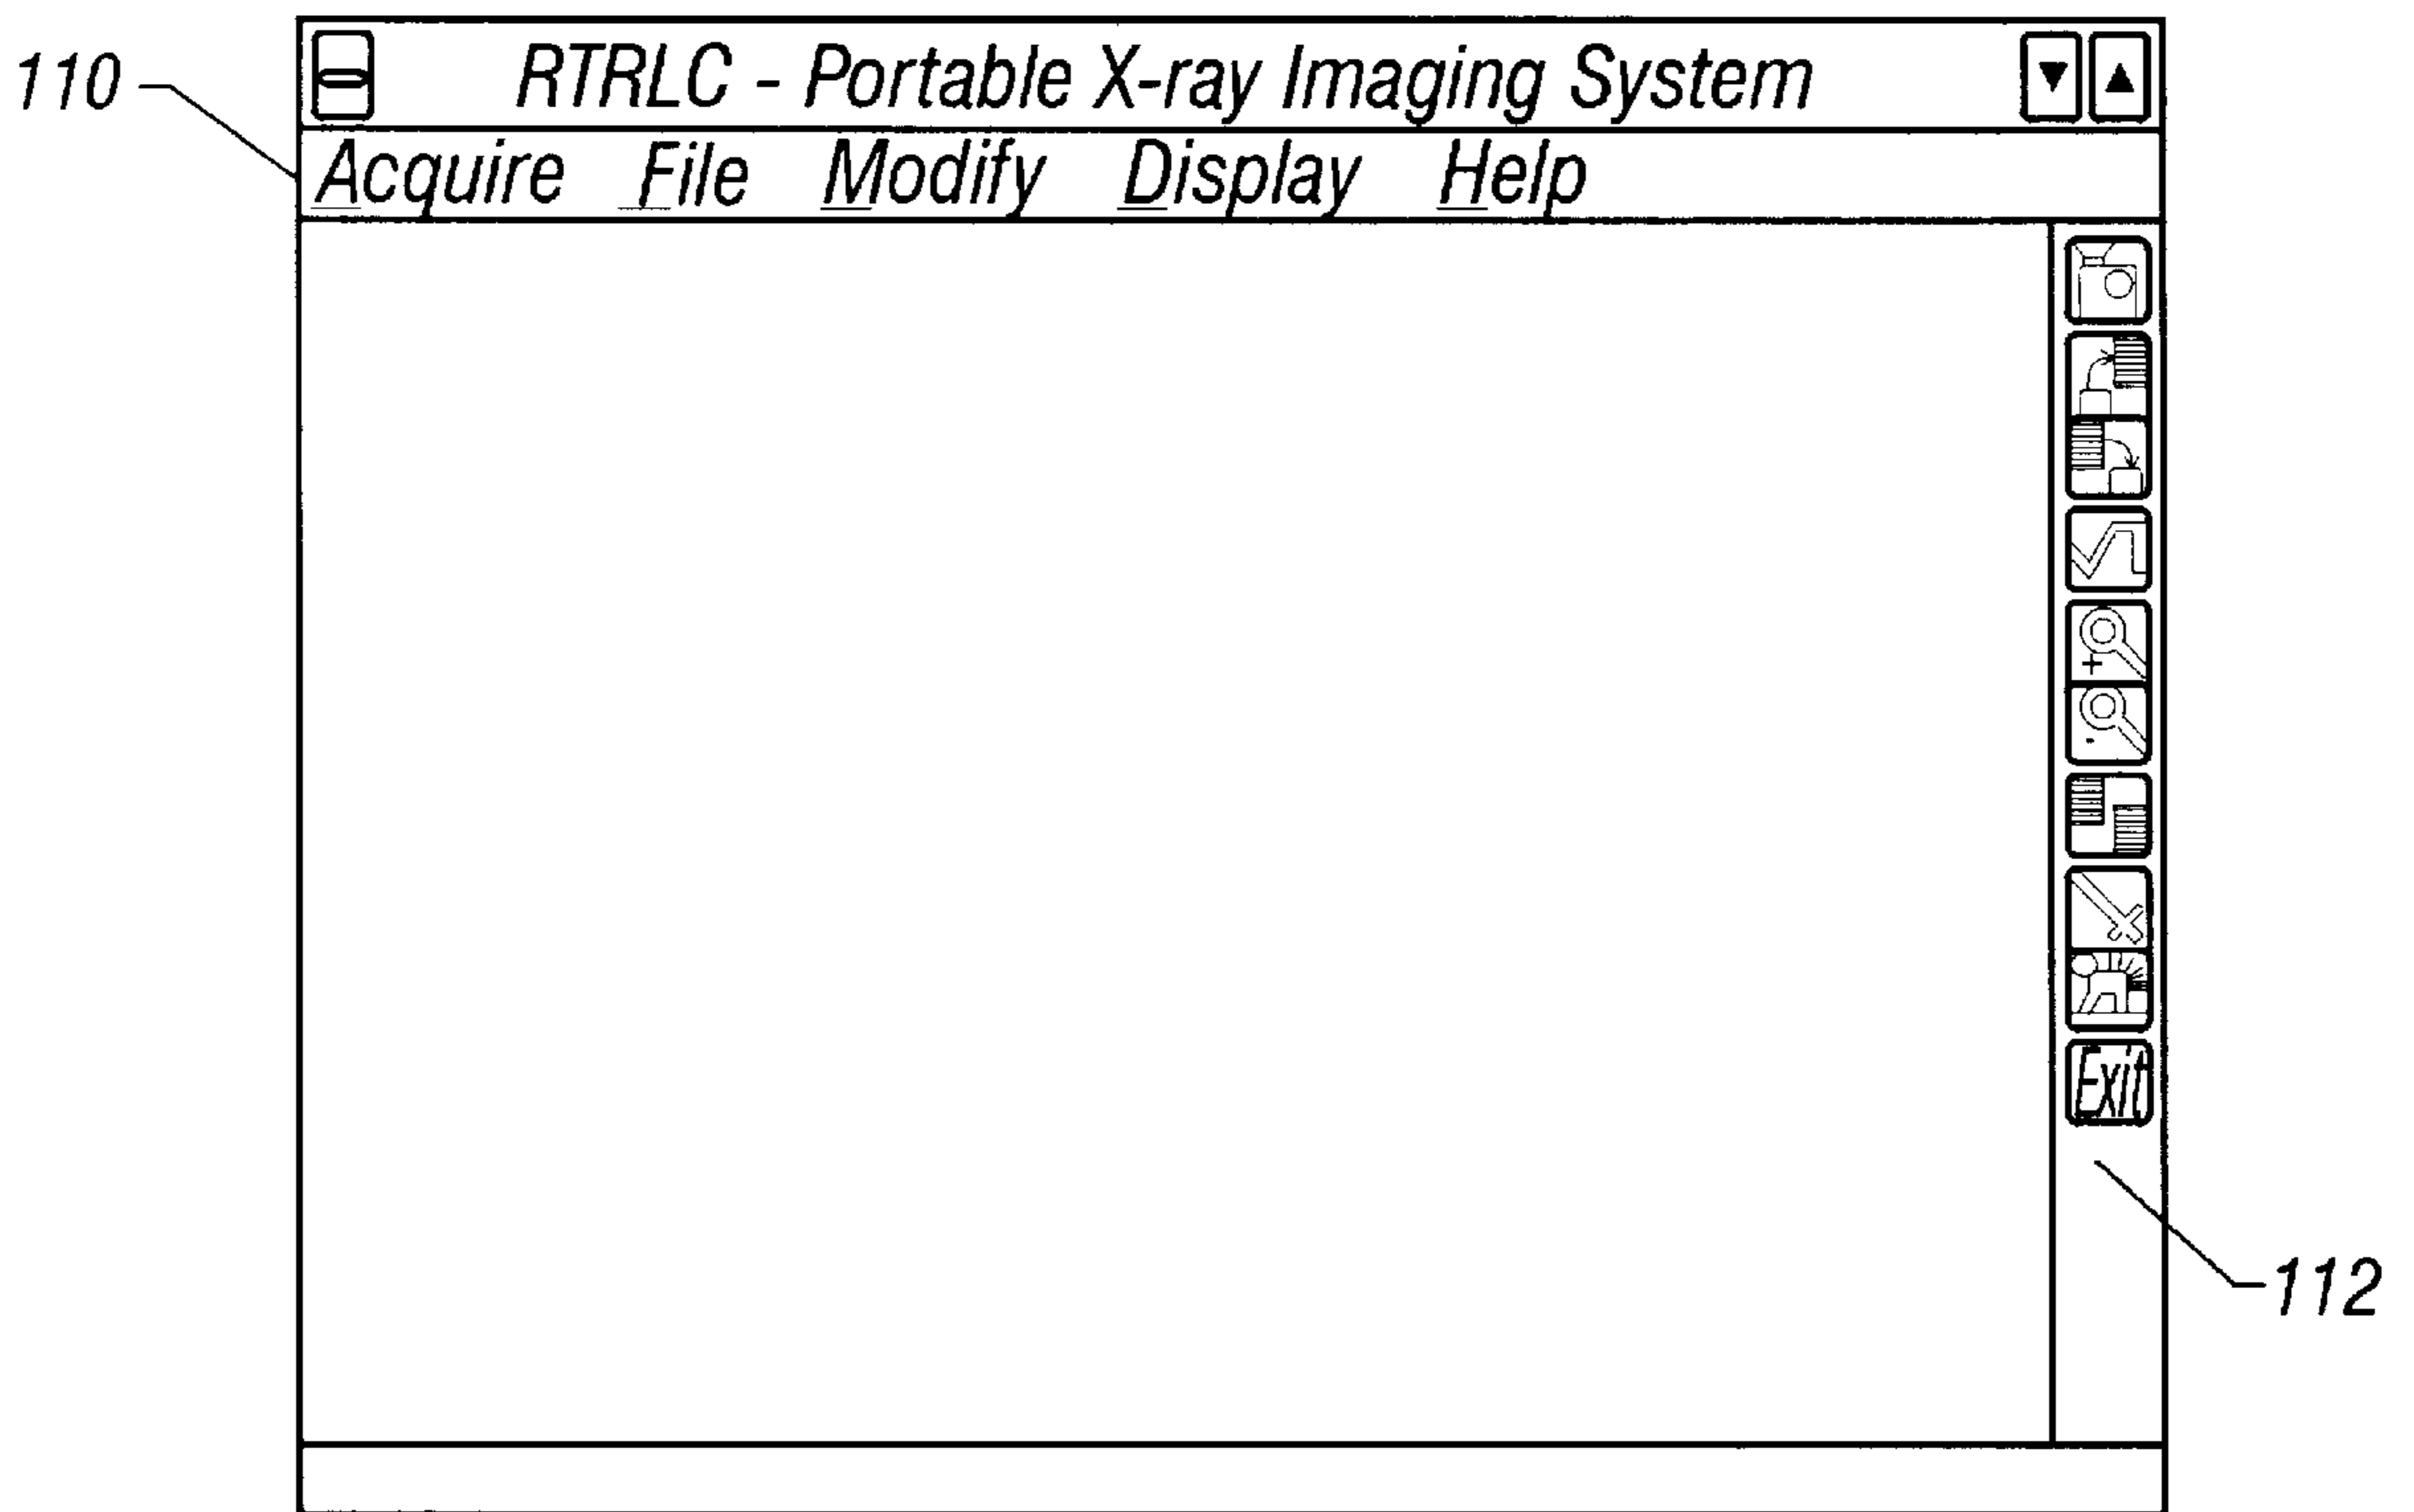 RTRLC - Portable X-ray Imaging System
110
Acquire File Modify Display Help
+
-
Exit
112